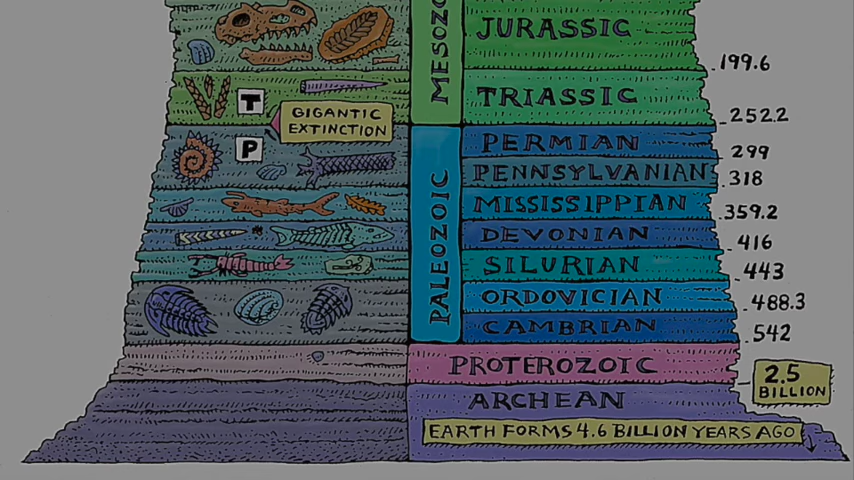 MESOZO
JURASSIC
199.6
TRIASSIC
T
GIGANTIC
EXTINCTION
252.2
P
PALEOZOIC
PERMIAN
299
PENNSYLVANIAN
318
MISSISSIPPIAN
359.2
DEVONIAN
416
SILURIAN
443
ORDOVICIAN
488.3
CAMBRIAN
542
PROTEROZOIC
2.5
BILLION
ARCHEAN
EARTH FORMS 4.6 BILLION YEARS AGO